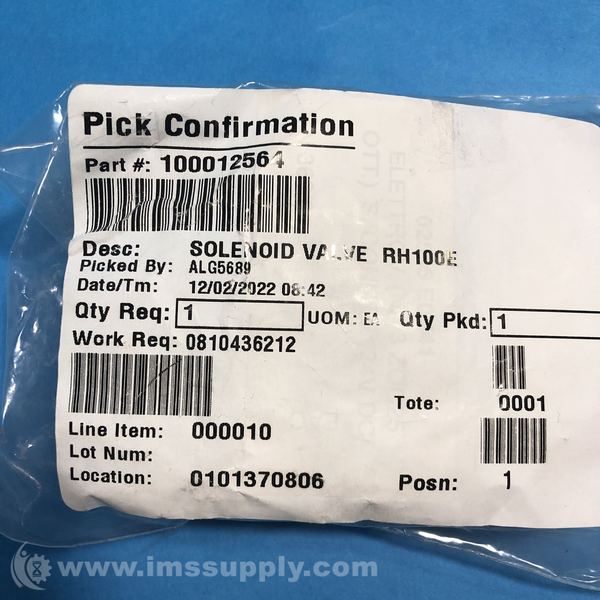 Pick Confirmation
Part #: 100012564
Desc: SOLENOID VALVE RH100E
Picked By: ALG5689
Date/Tm: 12/02/2022 08:42
Qty Req: 1 UOM: EA Qty Pkd: 1
Work Req: 0810436212
Tote: 0001
Line Item: 000010
Lot Num:
Location: 0101370806 Posn: 1
www.imssupply.com